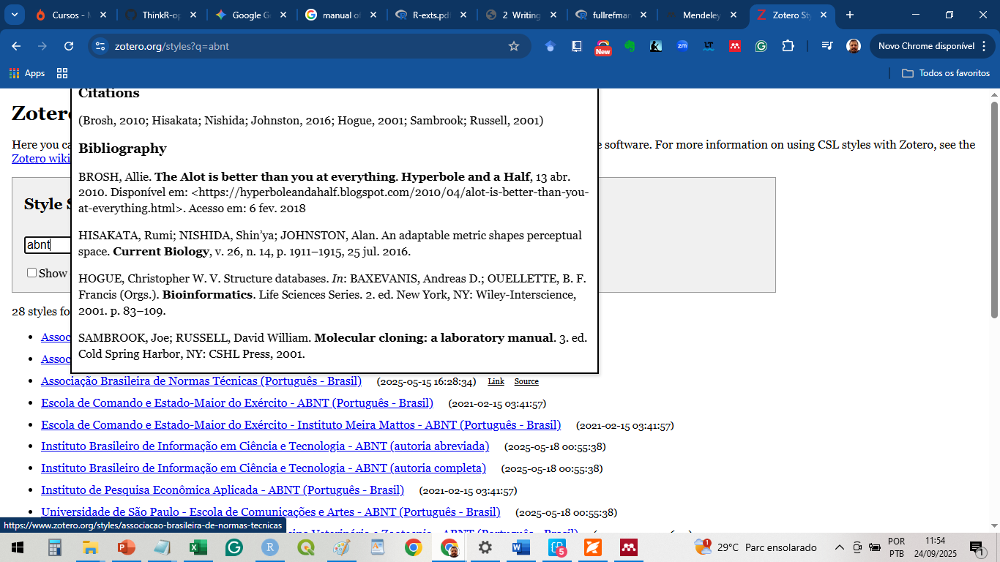 Cursos - M
ThinkR-op
Google Ge
manual of
R-exts.pdf
2 Writing
fullrefman
Mendeley
Zotero Sty
zotero.org/styles?q=abnt
New
zm
LT
Novo Chrome disponível
Apps
Todos os favoritos
Citations
Zotero
(Brosh, 2010; Hisakata; Nishida; Johnston, 2016; Hogue, 2001; Sambrook; Russell, 2001)
Here you ca
e software. For more information on using CSL styles with Zotero, see the
Zotero wiki
Bibliography
BROSH, Allie. The Alot is better than you at everything. Hyperbole and a Half, 13 abr.
2010. Disponível em: <https://hyperboleandahalf.blogspot.com/2010/04/alot-is-better-than-you-
at-everything.html>. Acesso em: 6 fev. 2018
Style S
HISAKATA, Rumi; NISHIDA, Shin’ya; JOHNSTON, Alan. An adaptable metric shapes perceptual
space. Current Biology, v. 26, n. 14, p. 1911–1915, 25 jul. 2016.
abnt
Show
HOGUE, Christopher W. V. Structure databases. In: BAXEVANIS, Andreas D.; OUELLETTE, B. F.
Francis (Orgs.). Bioinformatics. Life Sciences Series. 2. ed. New York, NY: Wiley-Interscience,
2001. p. 83–109.
28 styles fo
SAMBROOK, Joe; RUSSELL, David William. Molecular cloning: a laboratory manual. 3. ed.
Cold Spring Harbor, NY: CSHL Press, 2001.
Assoc
Assoc
Associação Brasileira de Normas Técnicas (Português - Brasil) (2025-05-15 16:28:34) Link Source
Escola de Comando e Estado-Maior do Exército - ABNT (Português - Brasil) (2021-02-15 03:41:57)
Escola de Comando e Estado-Maior do Exército - Instituto Meira Mattos - ABNT (Português - Brasil) (2021-02-15 03:41:57)
Instituto Brasileiro de Informação em Ciência e Tecnologia - ABNT (autoria abreviada) (2025-05-18 00:55:38)
Instituto Brasileiro de Informação em Ciência e Tecnologia - ABNT (autoria completa) (2025-05-18 00:55:38)
Instituto de Pesquisa Econômica Aplicada - ABNT (Português - Brasil) (2021-02-15 03:41:57)
Universidade de São Paulo - Escola de Comunicações e Artes - ABNT (Português - Brasil) (2025-05-18 00:55:38)
https://www.zotero.org/styles/associacao-brasileira-de-normas-tecnicas
Veterinária e Zootecnia - ABNT (Português - Brasil)
29°C Parc ensolarado
POR
PTB
11:54
24/09/2025